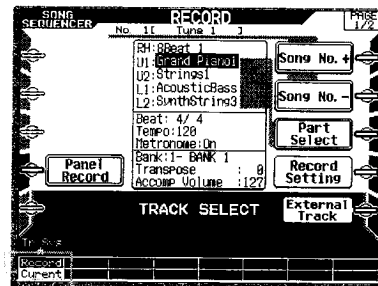 SONG SEQUENCER
RECORD
PAGE 1/2
No. 1[ Tune 1 ]
RH:8Beat 1
U1:Grand Piano1
U2:Strings1
L1:AcousticBass
L2:SynthString3
Beat: 4/ 4
Tempo:120
Metronome:On
Bank:1- BANK 1
Transpose : 0
Accomp Volume :127
Song No.+
Song No.-
Part Select
Record Setting
External Track
Panel Record
TRACK SELECT
Record
Curent